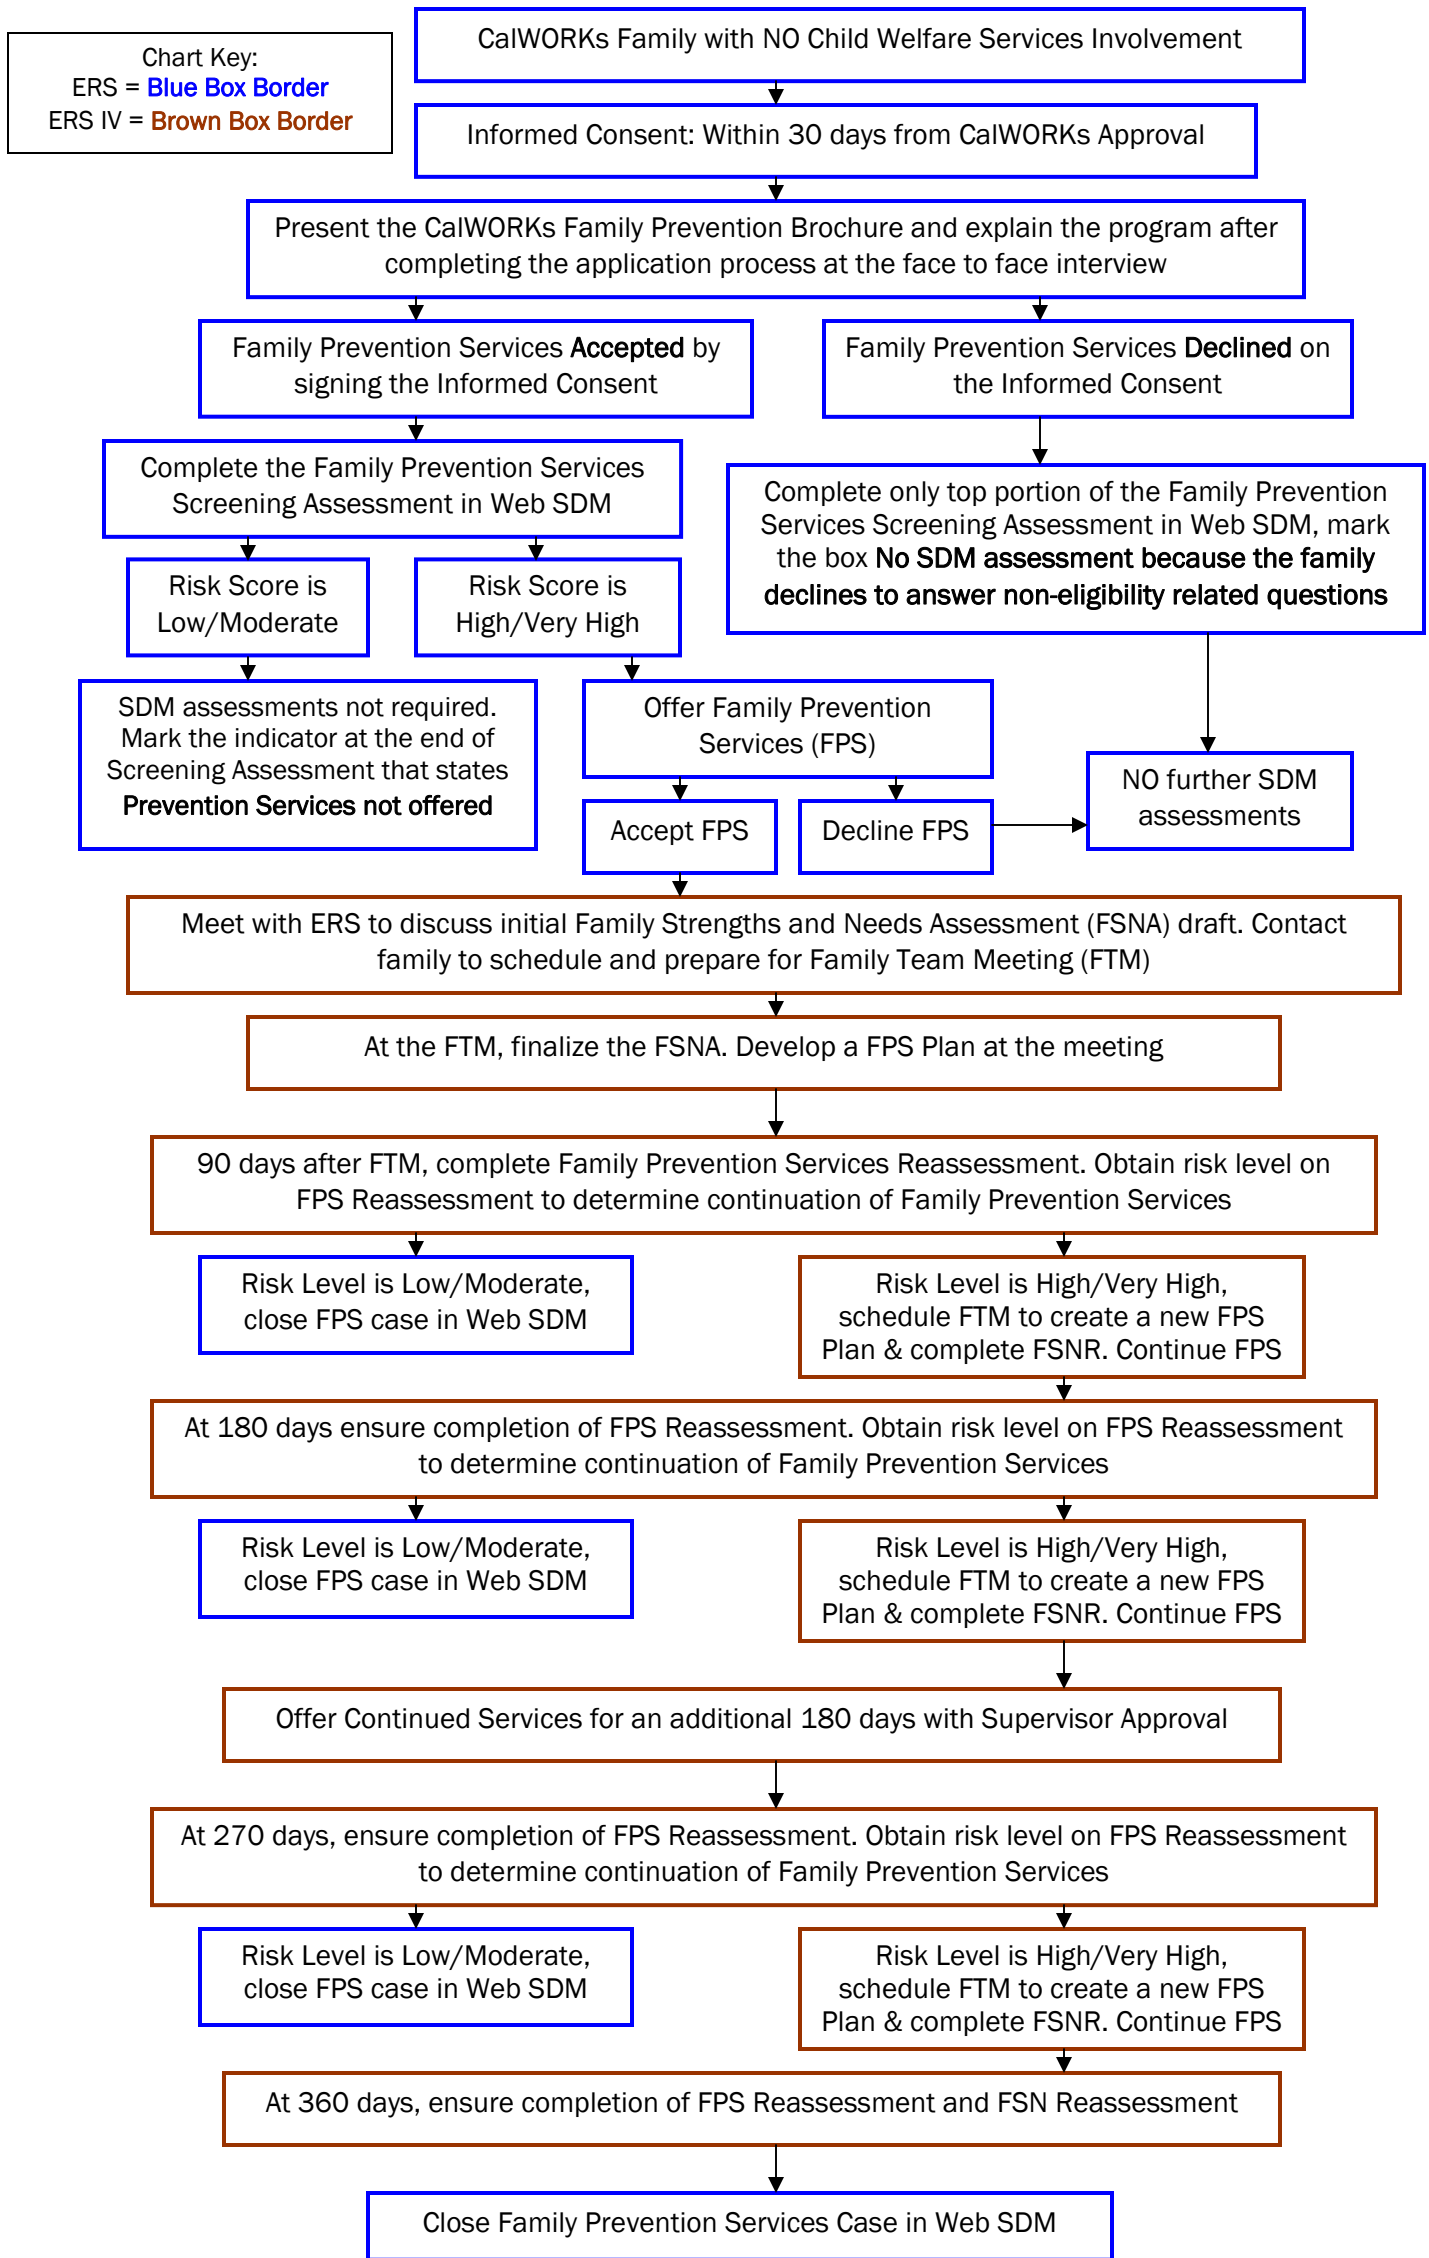 Chart Key:
ERS = Blue Box Border
ERS IV = Brown Box Border
CalWORKs Family with NO Child Welfare Services Involvement
Informed Consent: Within 30 days from CalWORKs Approval
Present the CalWORKs Family Prevention Brochure and explain the program after
completing the application process at the face to face interview
Family Prevention Services Accepted by
signing the Informed Consent
Family Prevention Services Declined on
the Informed Consent
Complete the Family Prevention Services
Screening Assessment in Web SDM
Complete only top portion of the Family Prevention
Services Screening Assessment in Web SDM, mark
the box No SDM assessment because the family
declines to answer non-eligibility related questions
Risk Score is
Low/Moderate
Risk Score is
High/Very High
SDM assessments not required.
Mark the indicator at the end of
Screening Assessment that states
Prevention Services not offered
Offer Family Prevention
Services (FPS)
NO further SDM
assessments
Accept FPS
Decline FPS
Meet with ERS to discuss initial Family Strengths and Needs Assessment (FSNA) draft. Contact
family to schedule and prepare for Family Team Meeting (FTM)
At the FTM, finalize the FSNA. Develop a FPS Plan at the meeting
90 days after FTM, complete Family Prevention Services Reassessment. Obtain risk level on
FPS Reassessment to determine continuation of Family Prevention Services
Risk Level is Low/Moderate,
close FPS case in Web SDM
Risk Level is High/Very High,
schedule FTM to create a new FPS
Plan & complete FSNR. Continue FPS
At 180 days ensure completion of FPS Reassessment. Obtain risk level on FPS Reassessment
to determine continuation of Family Prevention Services
Risk Level is Low/Moderate,
close FPS case in Web SDM
Risk Level is High/Very High,
schedule FTM to create a new FPS
Plan & complete FSNR. Continue FPS
Offer Continued Services for an additional 180 days with Supervisor Approval
At 270 days, ensure completion of FPS Reassessment. Obtain risk level on FPS Reassessment
to determine continuation of Family Prevention Services
Risk Level is Low/Moderate,
close FPS case in Web SDM
Risk Level is High/Very High,
schedule FTM to create a new FPS
Plan & complete FSNR. Continue FPS
At 360 days, ensure completion of FPS Reassessment and FSN Reassessment
Close Family Prevention Services Case in Web SDM